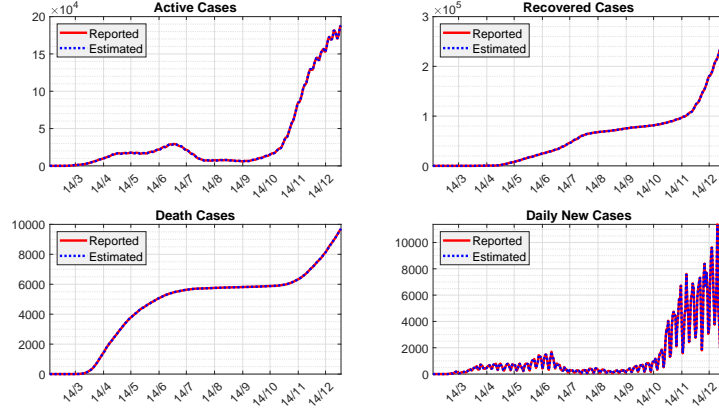 Active Cases
×10⁴
20
15
10
5
0
Reported
Estimated
14/3 14/4 14/5 14/6 14/7 14/8 14/9 14/10 14/11 14/12
Recovered Cases
×10⁵
3
2
1
0
Reported
Estimated
14/3 14/4 14/5 14/6 14/7 14/8 14/9 14/10 14/11 14/12
Death Cases
10000
8000
6000
4000
2000
0
Reported
Estimated
14/3 14/4 14/5 14/6 14/7 14/8 14/9 14/10 14/11 14/12
Daily New Cases
10000
8000
6000
4000
2000
0
Reported
Estimated
14/3 14/4 14/5 14/6 14/7 14/8 14/9 14/10 14/11 14/12